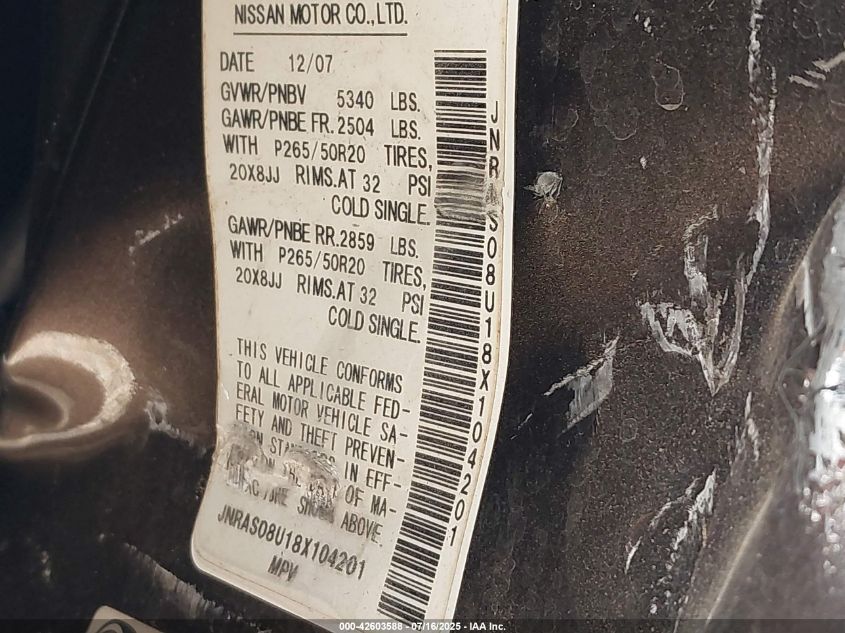 NISSAN MOTOR CO.,LTD.
DATE 12/07
GVWR/PNBV 5340 LBS.
GAWR/PNBE FR. 2504 LBS.
WITH P265/50R20 TIRES,
20X8JJ RIMS.AT 32 PSI
COLD SINGLE.
GAWR/PNBE RR. 2859 LBS.
WITH P265/50R20 TIRES,
20X8JJ RIMS.AT 32 PSI
COLD SINGLE.
THIS VEHICLE CONFORMS
TO ALL APPLICABLE FED-
ERAL MOTOR VEHICLE SA-
FETY AND THEFT PREVEN-
IN EFF-
OF MA-
ABOVE.
JNRAS08U18X104201
MPV
JNRAS08U18X104201
000-42603588 - 07/16/2025 - IAA Inc.